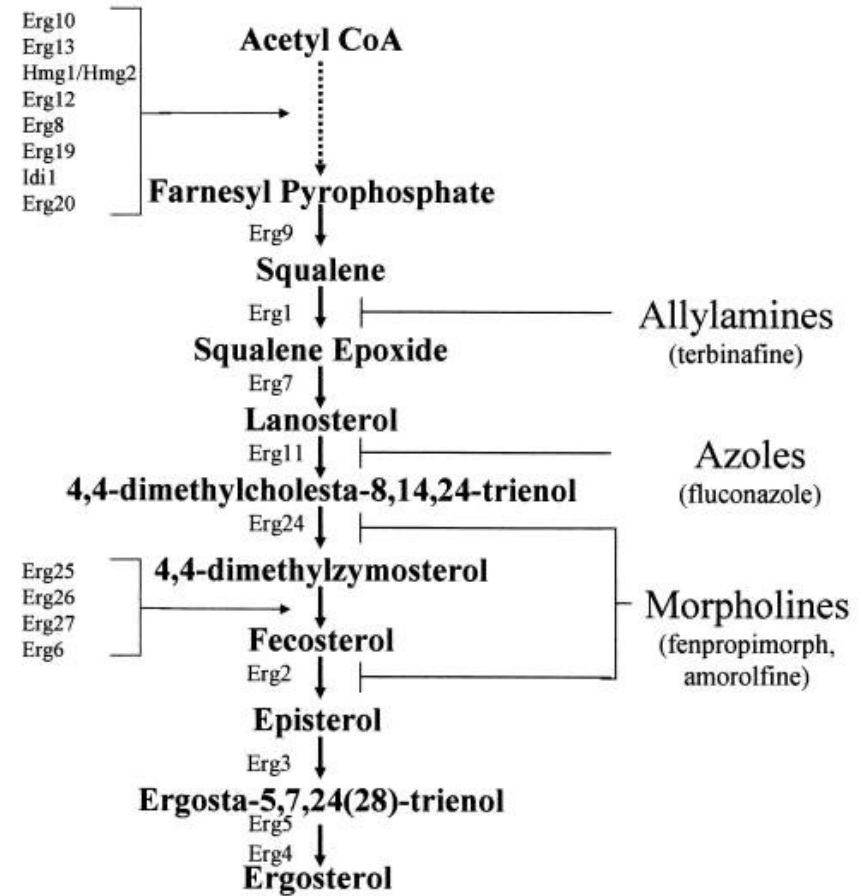 Erg10
Erg13
Hmg1/Hmg2
Erg12
Erg8
Erg19
Idi1
Erg20
Acetyl CoA
Farnesyl Pyrophosphate
Erg9
Squalene
Erg1
Allylamines
(terbinafine)
Squalene Epoxide
Erg7
Lanosterol
Erg11
Azoles
(fluconazole)
4,4-dimethylcholesta-8,14,24-trienol
Erg24
4,4-dimethylzymosterol
Erg25
Erg26
Erg27
Erg6
Morpholines
(fenpropimorph,
amorolfine)
Fecosterol
Erg2
Episterol
Erg3
Ergosta-5,7,24(28)-trienol
Erg5
Erg4
Ergosterol